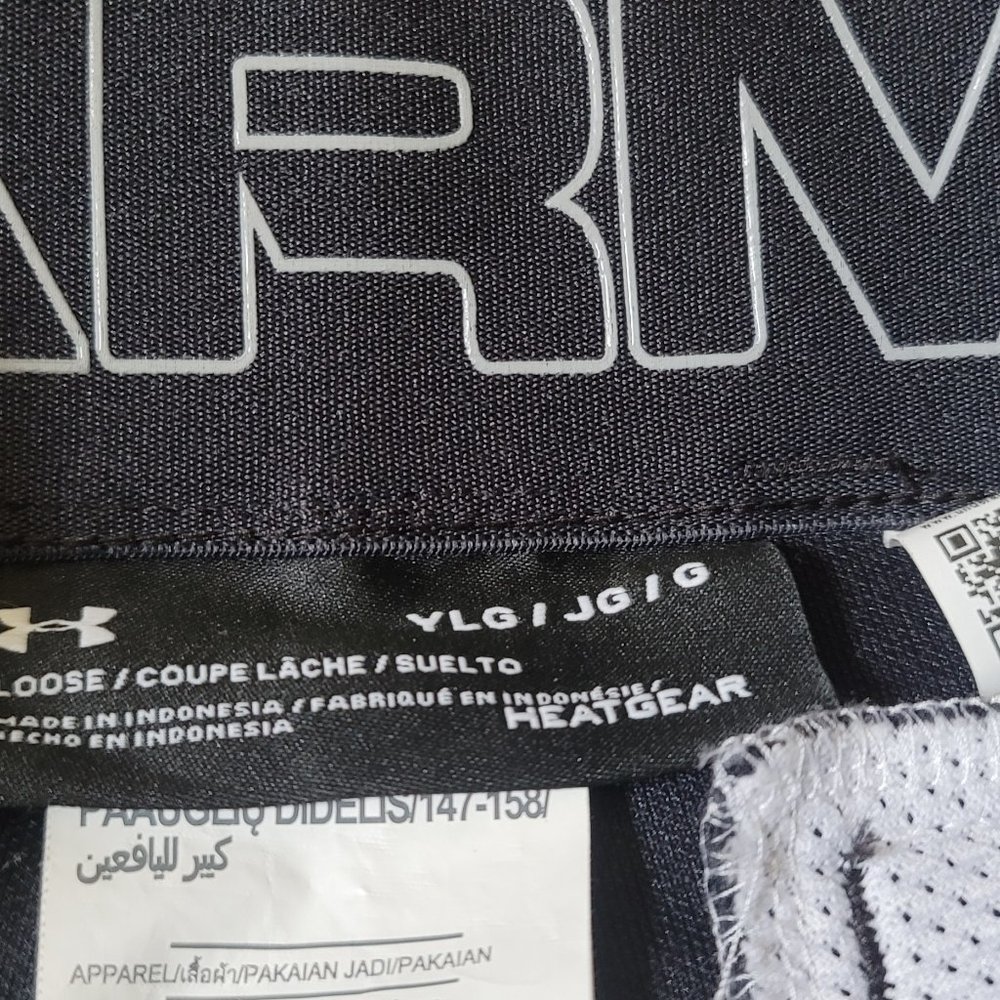 ARM
YLG / JG / G
LOOSE / COUPE LÂCHE / SUELTO
MADE IN INDONESIA / FABRIQUÉ EN INDONÉSIE /
HECHO EN INDONESIA
HEATGEAR
PAAUGLIŲ DIDEL□S/147-158/
كبير لليافعين
APPAREL/เสื้อผ้า/PAKAIAN JADI/PAKAIAN